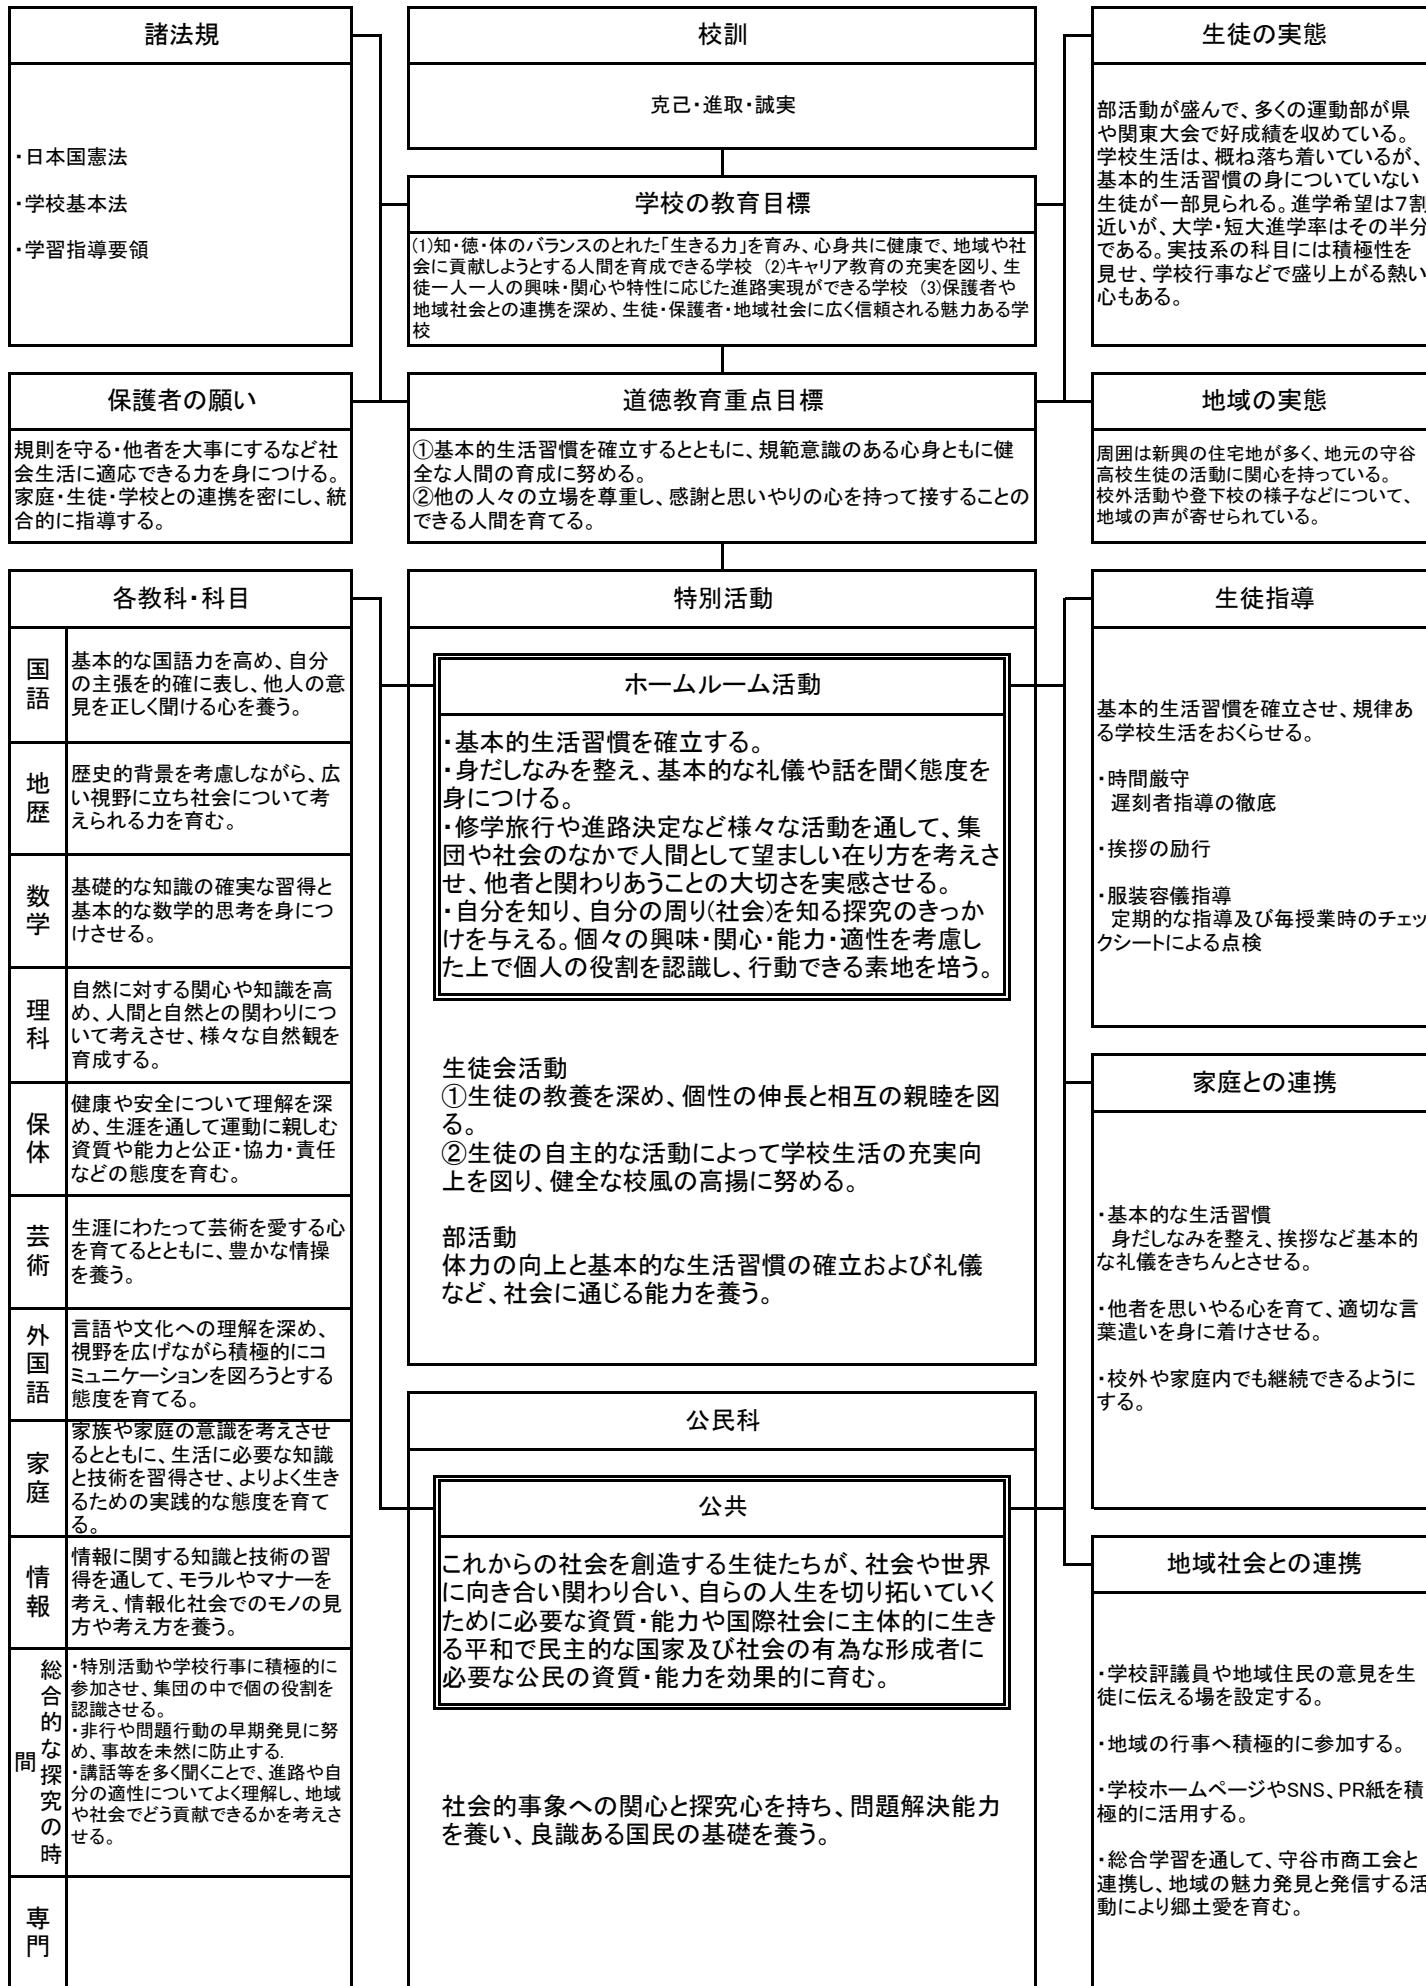 諸法規
・日本国憲法
・学校基本法
・学習指導要領
校訓
克己・進取・誠実
生徒の実態
部活動が盛んで、多くの運動部が県
や関東大会で好成績を収めている。
学校生活は、概ね落ち着いているが、
基本的生活習慣の身についていない
生徒が一部見られる。進学希望は7割
近いが、大学・短大進学率はその半分
である。実技系の科目には積極性を
見せ、学校行事などで盛り上がる熱い
心もある。
学校の教育目標
(1)知・徳・体のバランスのとれた「生きる力」を育み、心身共に健康で、地域や社
会に貢献しようとする人間を育成できる学校 (2)キャリア教育の充実を図り、生
徒一人一人の興味・関心や特性に応じた進路実現ができる学校 (3)保護者や
地域社会との連携を深め、生徒・保護者・地域社会に広く信頼される魅力ある学
校
保護者の願い
規則を守る・他者を大事にするなど社
会生活に適応できる力を身につける。
家庭・生徒・学校との連携を密にし、統
合的に指導する。
道徳教育重点目標
①基本的生活習慣を確立するとともに、規範意識のある心身ともに健
全な人間の育成に努める。
②他の人々の立場を尊重し、感謝と思いやりの心を持って接することの
できる人間を育てる。
地域の実態
周囲は新興の住宅地が多く、地元の守谷
高校生徒の活動に関心を持っている。
校外活動や登下校の様子などについて、
地域の声が寄せられている。
各教科・科目
国語
基本的な国語力を高め、自分
の主張を的確に表し、他人の意
見を正しく聞ける心を養う。
地歴
歴史的背景を考慮しながら、広
い視野に立ち社会について考
えられる力を育む。
数学
基礎的な知識の確実な習得と
基本的な数学的思考を身につ
けさせる。
理科
自然に対する関心や知識を高
め、人間と自然との関わりにつ
いて考えさせ、様々な自然観を
育成する。
保体
健康や安全について理解を深
め、生涯を通して運動に親しむ
資質や能力と公正・協力・責任
などの態度を育む。
芸術
生涯にわたって芸術を愛する心
を育てるとともに、豊かな情操
を養う。
外国語
言語や文化への理解を深め、
視野を広げながら積極的にコ
ミュニケーションを図ろうとする
態度を育てる。
家庭
家族や家庭の意識を考えさせ
るとともに、生活に必要な知識
と技術を習得させ、よりよく生き
るための実践的な態度を育て
る。
情報
情報に関する知識と技術の習
得を通して、モラルやマナーを
考え、情報化社会でのモノの見
方や考え方を養う。
総合的な探究の時
間
・特別活動や学校行事に積極的に
参加させ、集団の中で個の役割を
認識させる。
・非行や問題行動の早期発見に努
め、事故を未然に防止する.
・講話等を多く聞くことで、進路や自
分の適性についてよく理解し、地域
や社会でどう貢献できるかを考えさ
せる。
専門
特別活動
ホームルーム活動
・基本的生活習慣を確立する。
・身だしなみを整え、基本的な礼儀や話を聞く態度を
身につける。
・修学旅行や進路決定など様々な活動を通して、集
団や社会のなかで人間として望ましい在り方を考えさ
せ、他者と関わりあうことの大切さを実感させる。
・自分を知り、自分の周り(社会)を知る探究のきっか
けを与える。個々の興味・関心・能力・適性を考慮し
た上で個人の役割を認識し、行動できる素地を培う。
生徒会活動
①生徒の教養を深め、個性の伸長と相互の親睦を図
る。
②生徒の自主的な活動によって学校生活の充実向
上を図り、健全な校風の高揚に努める。
部活動
体力の向上と基本的な生活習慣の確立および礼儀
など、社会に通じる能力を養う。
公民科
公共
これからの社会を創造する生徒たちが、社会や世界
に向き合い関わり合い、自らの人生を切り拓いていく
ために必要な資質・能力や国際社会に主体的に生き
る平和で民主的な国家及び社会の有為な形成者に
必要な公民の資質・能力を効果的に育む。
社会的事象への関心と探究心を持ち、問題解決能力
を養い、良識ある国民の基礎を養う。
生徒指導
基本的生活習慣を確立させ、規律あ
る学校生活をおくらせる。
・時間厳守
遅刻者指導の徹底
・挨拶の励行
・服装容儀指導
定期的な指導及び毎授業時のチェッ
クシートによる点検
家庭との連携
・基本的な生活習慣
身だしなみを整え、挨拶など基本的
な礼儀をきちんとさせる。
・他者を思いやる心を育て、適切な言
葉遣いを身に着けさせる。
・校外や家庭内でも継続できるように
する。
地域社会との連携
・学校評議員や地域住民の意見を生
徒に伝える場を設定する。
・地域の行事へ積極的に参加する。
・学校ホームページやSNS、PR紙を積
極的に活用する。
・総合学習を通して、守谷市商工会と
連携し、地域の魅力発見と発信する活
動により郷土愛を育む。